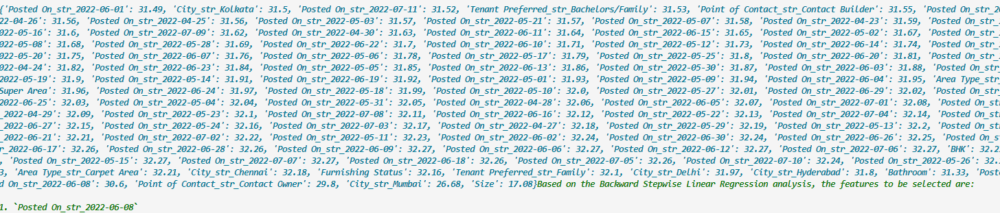 {'Posted On_str_2022-06-01': 31.49, 'City_str_Kolkata': 31.5, 'Posted On_str_2022-07-11': 31.52, 'Tenant Preferred_str_Bachelors/Family': 31.53, 'Point of Contact_str_Contact Builder': 31.55, 'Posted On_str_20
22-04-26': 31.56, 'Posted On_str_2022-04-25': 31.56, 'Posted On_str_2022-05-03': 31.57, 'Posted On_str_2022-05-21': 31.57, 'Posted On_str_2022-05-07': 31.58, 'Posted On_str_2022-04-23': 31.59, 'Posted On_str_
2022-05-16': 31.6, 'Posted On_str_2022-07-09': 31.62, 'Posted On_str_2022-04-30': 31.63, 'Posted On_str_2022-06-11': 31.64, 'Posted On_str_2022-06-15': 31.65, 'Posted On_str_2022-05-02': 31.67, 'Posted On_str_
2022-05-08': 31.68, 'Posted On_str_2022-05-28': 31.69, 'Posted On_str_2022-06-22': 31.7, 'Posted On_str_2022-06-10': 31.71, 'Posted On_str_2022-05-12': 31.73, 'Posted On_str_2022-06-14': 31.74, 'Posted On_str_
2022-05-20': 31.75, 'Posted On_str_2022-06-07': 31.76, 'Posted On_str_2022-05-06': 31.78, 'Posted On_str_2022-05-17': 31.79, 'Posted On_str_2022-05-25': 31.8, 'Posted On_str_2022-06-20': 31.81, 'Posted On_str_
2022-04-24': 31.82, 'Posted On_str_2022-06-23': 31.84, 'Posted On_str_2022-05-05': 31.85, 'Posted On_str_2022-06-13': 31.86, 'Posted On_str_2022-05-30': 31.87, 'Posted On_str_2022-06-03': 31.88, 'Posted On_str
2022-05-19': 31.9, 'Posted On_str_2022-05-14': 31.91, 'Posted On_str_2022-06-19': 31.92, 'Posted On_str_2022-05-01': 31.93, 'Posted On_str_2022-05-09': 31.94, 'Posted On_str_2022-06-04': 31.95, 'Area Type_str_
Super Area': 31.96, 'Posted On_str_2022-06-24': 31.97, 'Posted On_str_2022-05-18': 31.99, 'Posted On_str_2022-05-10': 32.0, 'Posted On_str_2022-05-27': 32.01, 'Posted On_str_2022-06-29': 32.02, 'Posted On_str
2022-06-25': 32.03, 'Posted On_str_2022-05-04': 32.04, 'Posted On_str_2022-05-31': 32.05, 'Posted On_str_2022-04-28': 32.06, 'Posted On_str_2022-06-05': 32.07, 'Posted On_str_2022-07-01': 32.08, 'Posted On_str
_2022-04-29': 32.09, 'Posted On_str_2022-05-23': 32.1, 'Posted On_str_2022-07-08': 32.11, 'Posted On_str_2022-06-16': 32.12, 'Posted On_str_2022-05-22': 32.13, 'Posted On_str_2022-07-04': 32.14, 'Posted On_str
_2022-06-27': 32.15, 'Posted On_str_2022-05-24': 32.16, 'Posted On_str_2022-07-03': 32.17, 'Posted On_str_2022-04-27': 32.18, 'Posted On_str_2022-05-29': 32.19, 'Posted On_str_2022-05-13': 32.2, 'Posted On_str
_2022-06-21': 32.21, 'Posted On_str_2022-07-02': 32.22, 'Posted On_str_2022-05-11': 32.23, 'Posted On_str_2022-06-02': 32.24, 'Posted On_str_2022-06-30': 32.24, 'Posted On_str_2022-06-26': 32.25, 'Posted On_st
r_2022-06-17': 32.26, 'Posted On_str_2022-06-28': 32.26, 'Posted On_str_2022-06-09': 32.27, 'Posted On_str_2022-06-06': 32.27, 'Posted On_str_2022-06-12': 32.27, 'Posted On_str_2022-07-06': 32.27, 'BHK': 32.2
, 'Posted On_str_2022-05-15': 32.27, 'Posted On_str_2022-07-07': 32.27, 'Posted On_str_2022-06-18': 32.26, 'Posted On_str_2022-07-05': 32.26, 'Posted On_str_2022-07-10': 32.24, 'Posted On_str_2022-05-26': 32.
3, 'Area Type_str_Carpet Area': 32.21, 'City_str_Chennai': 32.18, 'Furnishing Status': 32.16, 'Tenant Preferred_str_Family': 32.1, 'City_str_Delhi': 31.97, 'City_str_Hyderabad': 31.8, 'Bathroom': 31.33, 'Poste
d On_str_2022-06-08': 30.6, 'Point of Contact_str_Contact Owner': 29.8, 'City_str_Mumbai': 26.68, 'Size': 17.08}Based on the Backward Stepwise Linear Regression analysis, the features to be selected are:
1. `Posted On_str_2022-06-08`